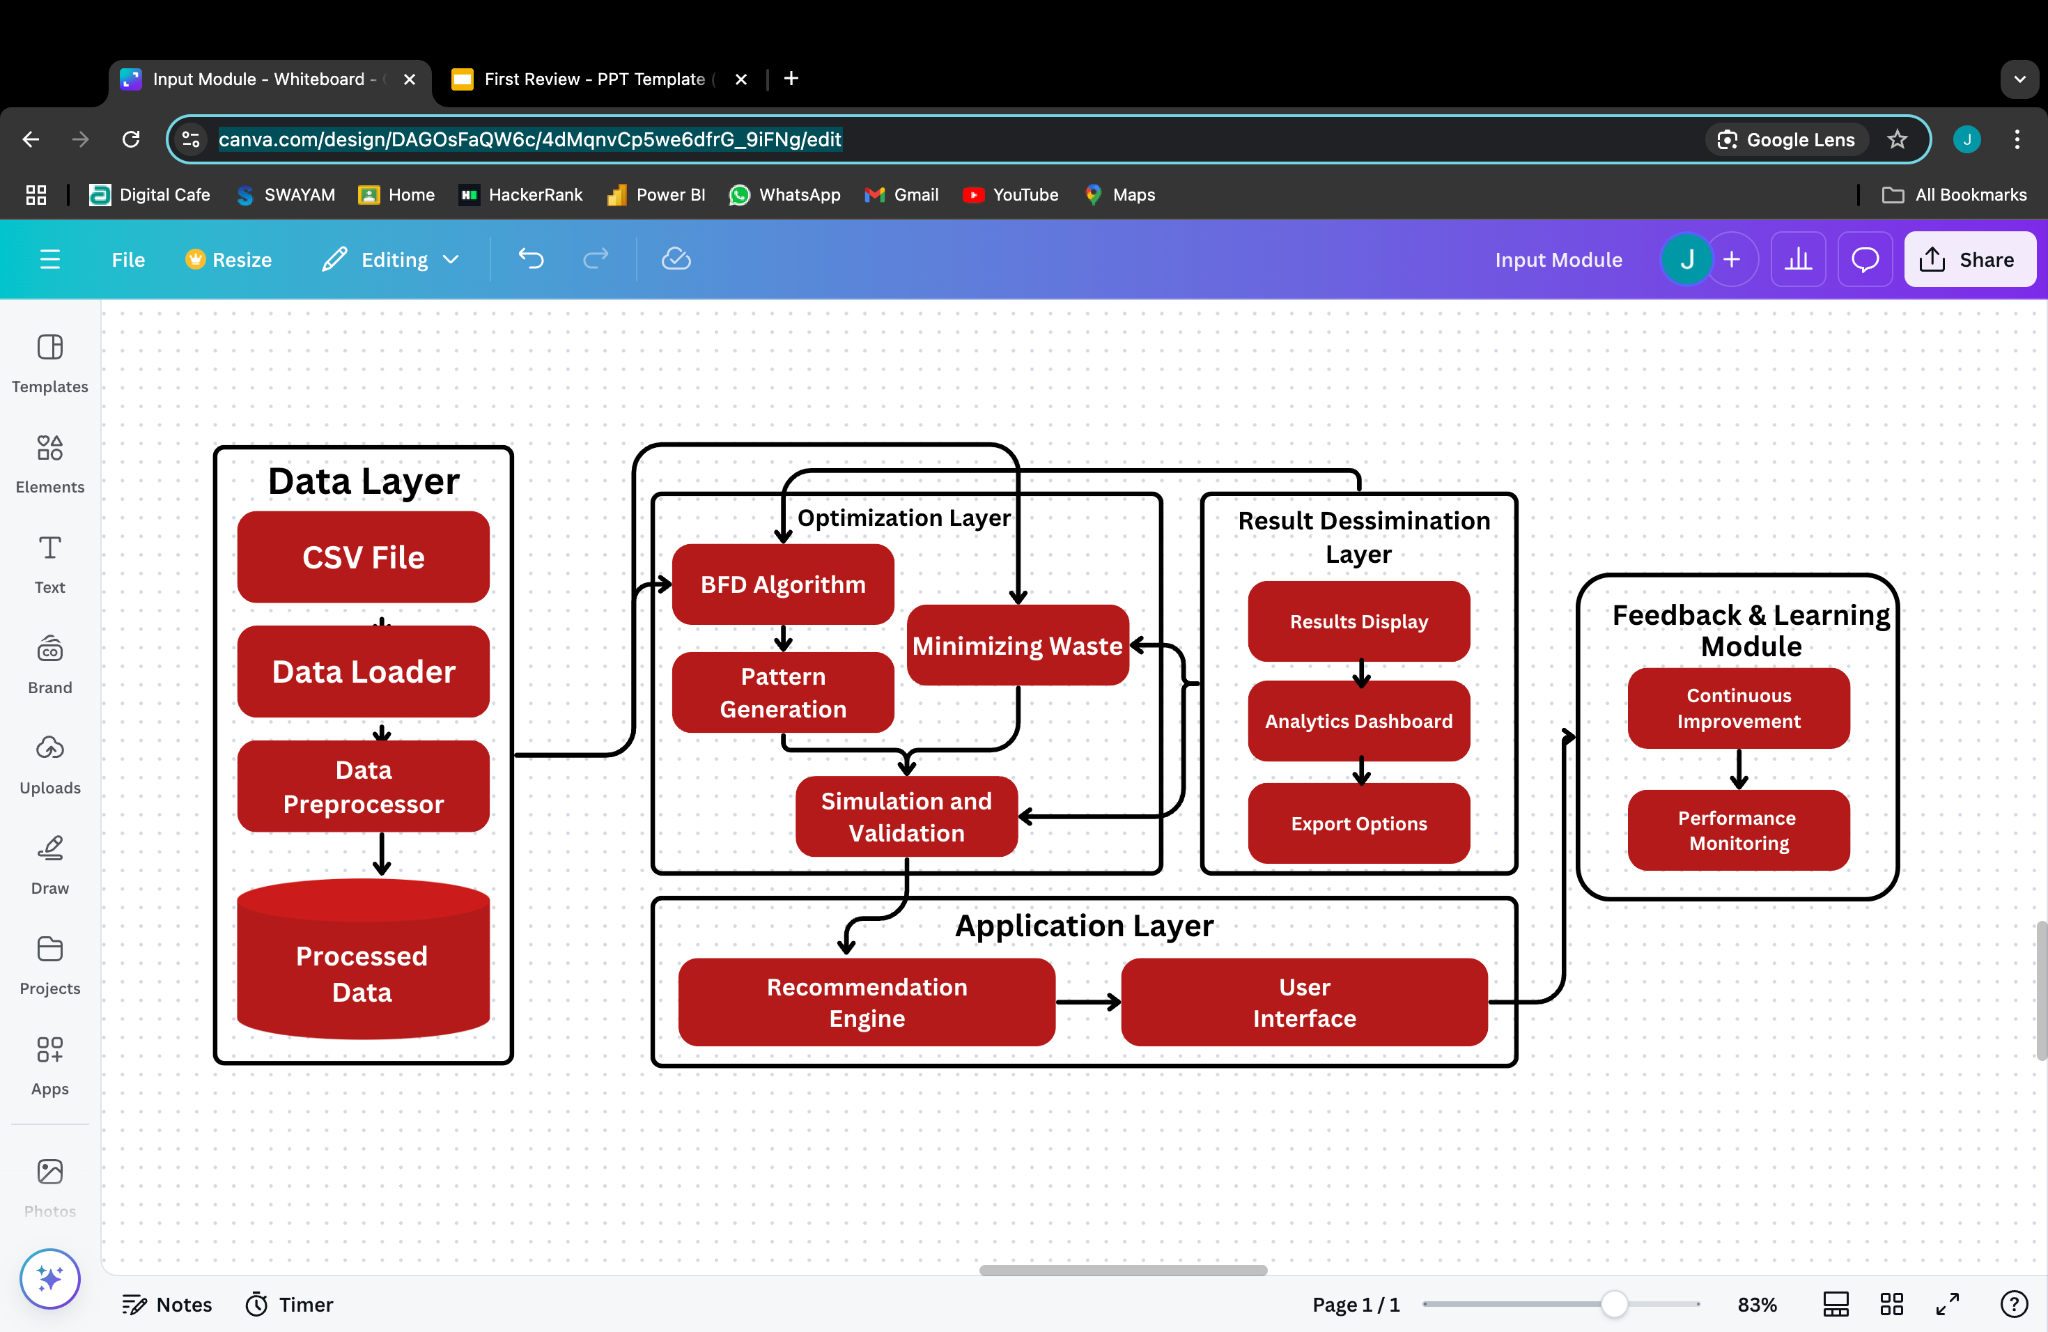 Input Module - Whiteboard -
First Review - PPT Template (
canva.com/design/DAGOsFaQW6c/4dMqnvCp5we6dfrG_9iFNg/edit
Google Lens
J
Digital Cafe
SWAYAM
Home
HackerRank
Power BI
WhatsApp
Gmail
YouTube
Maps
All Bookmarks
File
Resize
Editing
Input Module
J
Share
Templates
Elements
Text
Brand
Uploads
Draw
Projects
Apps
Photos
Data Layer
CSV File
Data Loader
Data
Preprocessor
Processed
Data
Optimization Layer
BFD Algorithm
Pattern
Generation
Minimizing Waste
Simulation and
Validation
Result Dessimination
Layer
Results Display
Analytics Dashboard
Export Options
Application Layer
Recommendation
Engine
User
Interface
Feedback & Learning
Module
Continuous
Improvement
Performance
Monitoring
Notes
Timer
Page 1 / 1
83%